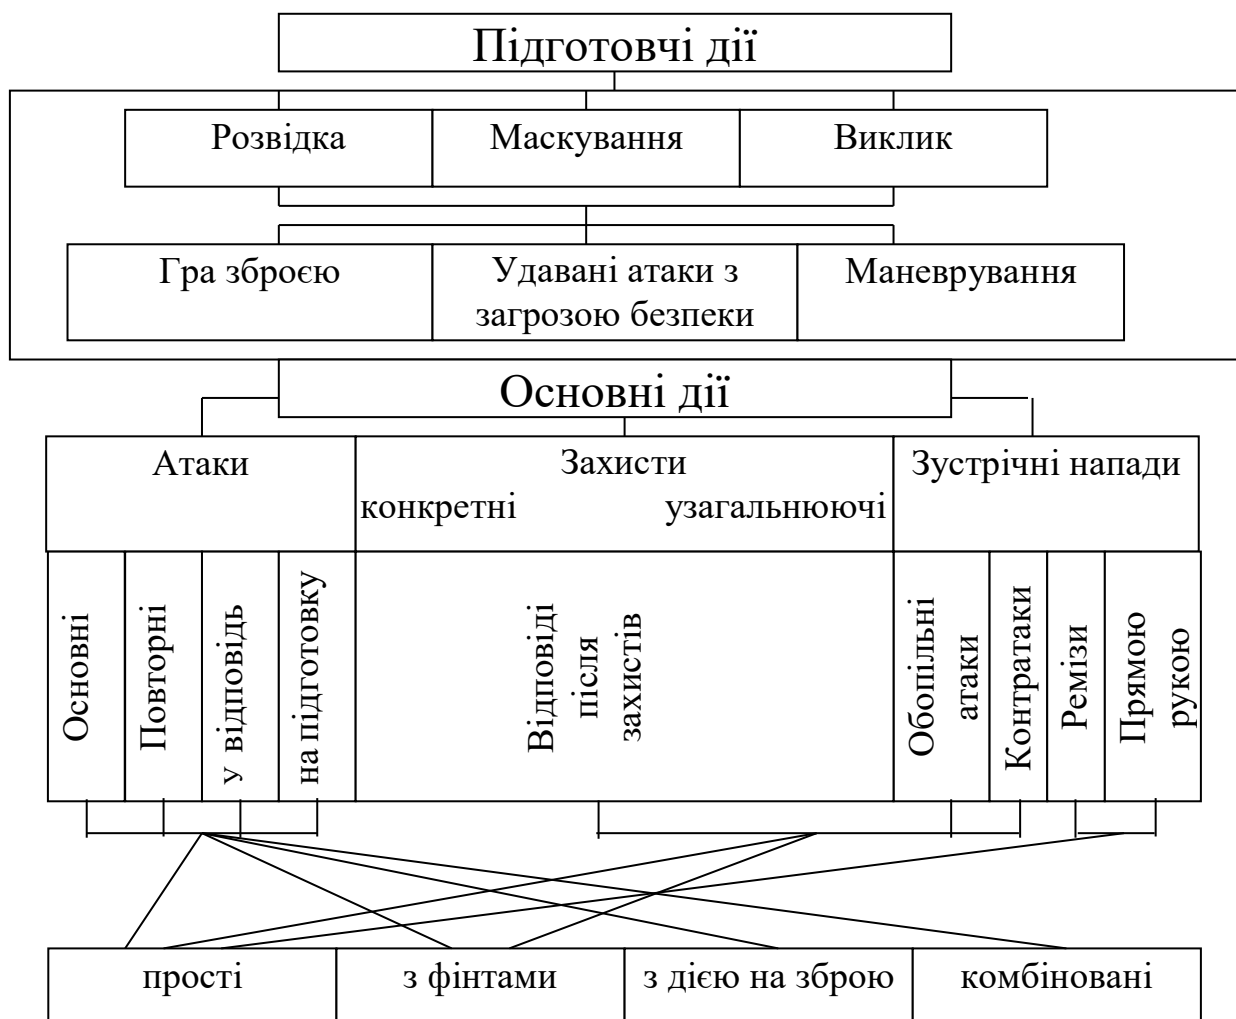 Підготовчі дії
Розвідка
Маскування
Виклик
Гра зброєю
Удавані атаки з
загрозою безпеки
Маневрування
Основні дії
Атаки
Захисти
конкретні узагальнюючі
Зустрічні напади
Основні
Повторні
у відповідь
на підготовку
Відповіді
після
захистів
Обопільні
атаки
Контратаки
Ремізи
Прямою
рукою
прості
з фінтами
з дією на зброю
комбіновані